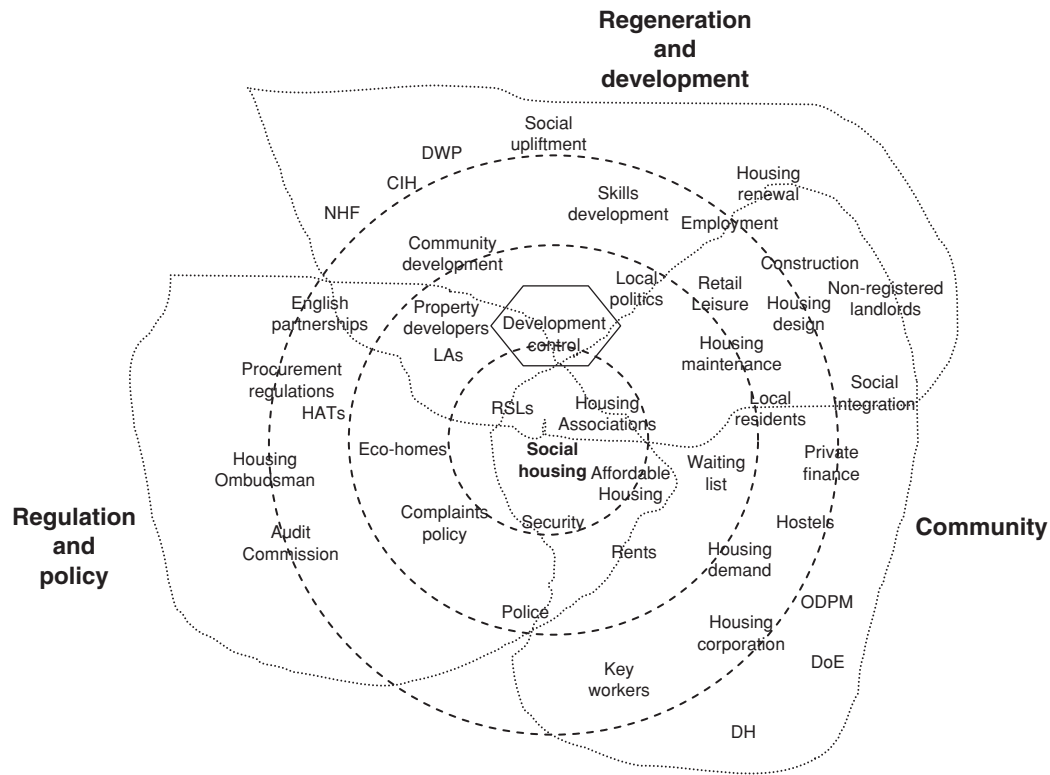 Regeneration
and
development
Social
upliftment
DWP
CIH
NHF
Housing
renewal
Skills
development
Employment
Community
development
Construction
Non-registered
landlords
Local
politics
Retail
Leisure
Housing
design
English
partnerships
Property
developers
Development
control
LAs
Housing
maintenance
Procurement
regulations
HATs
Social
integration
RSLs
Housing
Associations
Local
residents
Eco-homes
Social
housing
Affordable
Housing
Waiting
list
Private
finance
Housing
Ombudsman
Regulation
and
policy
Complaints
policy
Security
Hostels
Community
Audit
Commission
Rents
Housing
demand
Police
ODPM
Housing
corporation
DoE
Key
workers
DH